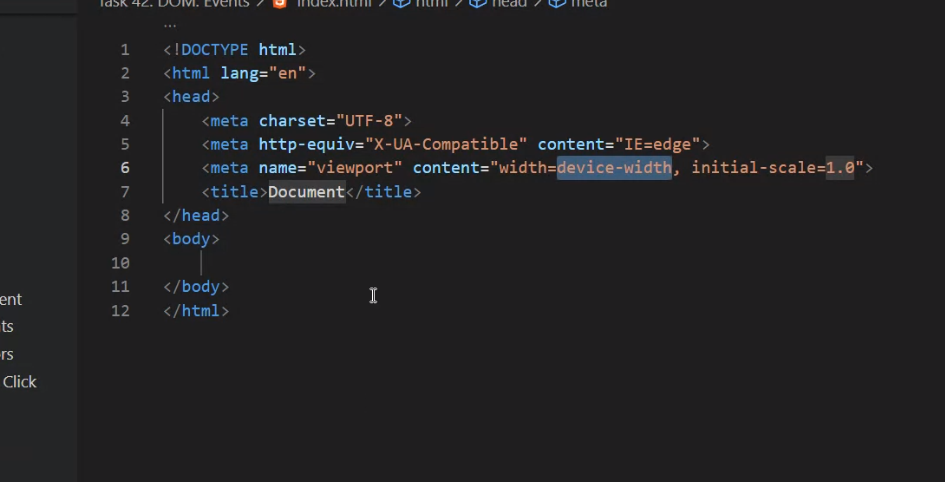 Task 42. DOM. Events > index.html > html > head > meta
...
1 <!DOCTYPE html>
2 <html lang="en">
3 <head>
4 <meta charset="UTF-8">
5 <meta http-equiv="X-UA-Compatible" content="IE=edge">
6 <meta name="viewport" content="width=device-width, initial-scale=1.0">
7 <title>Document</title>
8 </head>
9 <body>
10
11 </body>
12 </html>
ent
ts
rs
Click